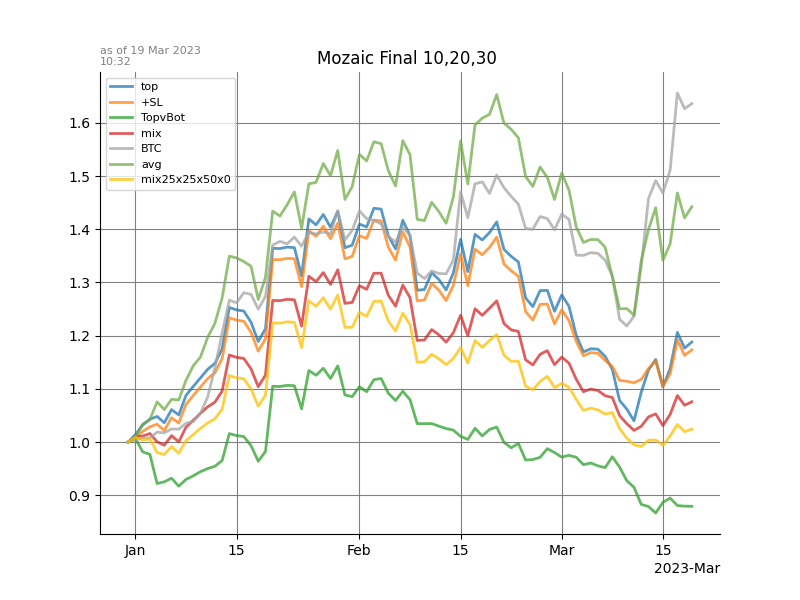 as of 19 Mar 2023
10:32
Mozaic Final 10,20,30
top
+SL
TopvBot
mix
BTC
avg
mix25x25x50x0
1.6
1.5
1.4
1.3
1.2
1.1
1.0
0.9
Jan 15 Feb 15 Mar 15
2023-Mar